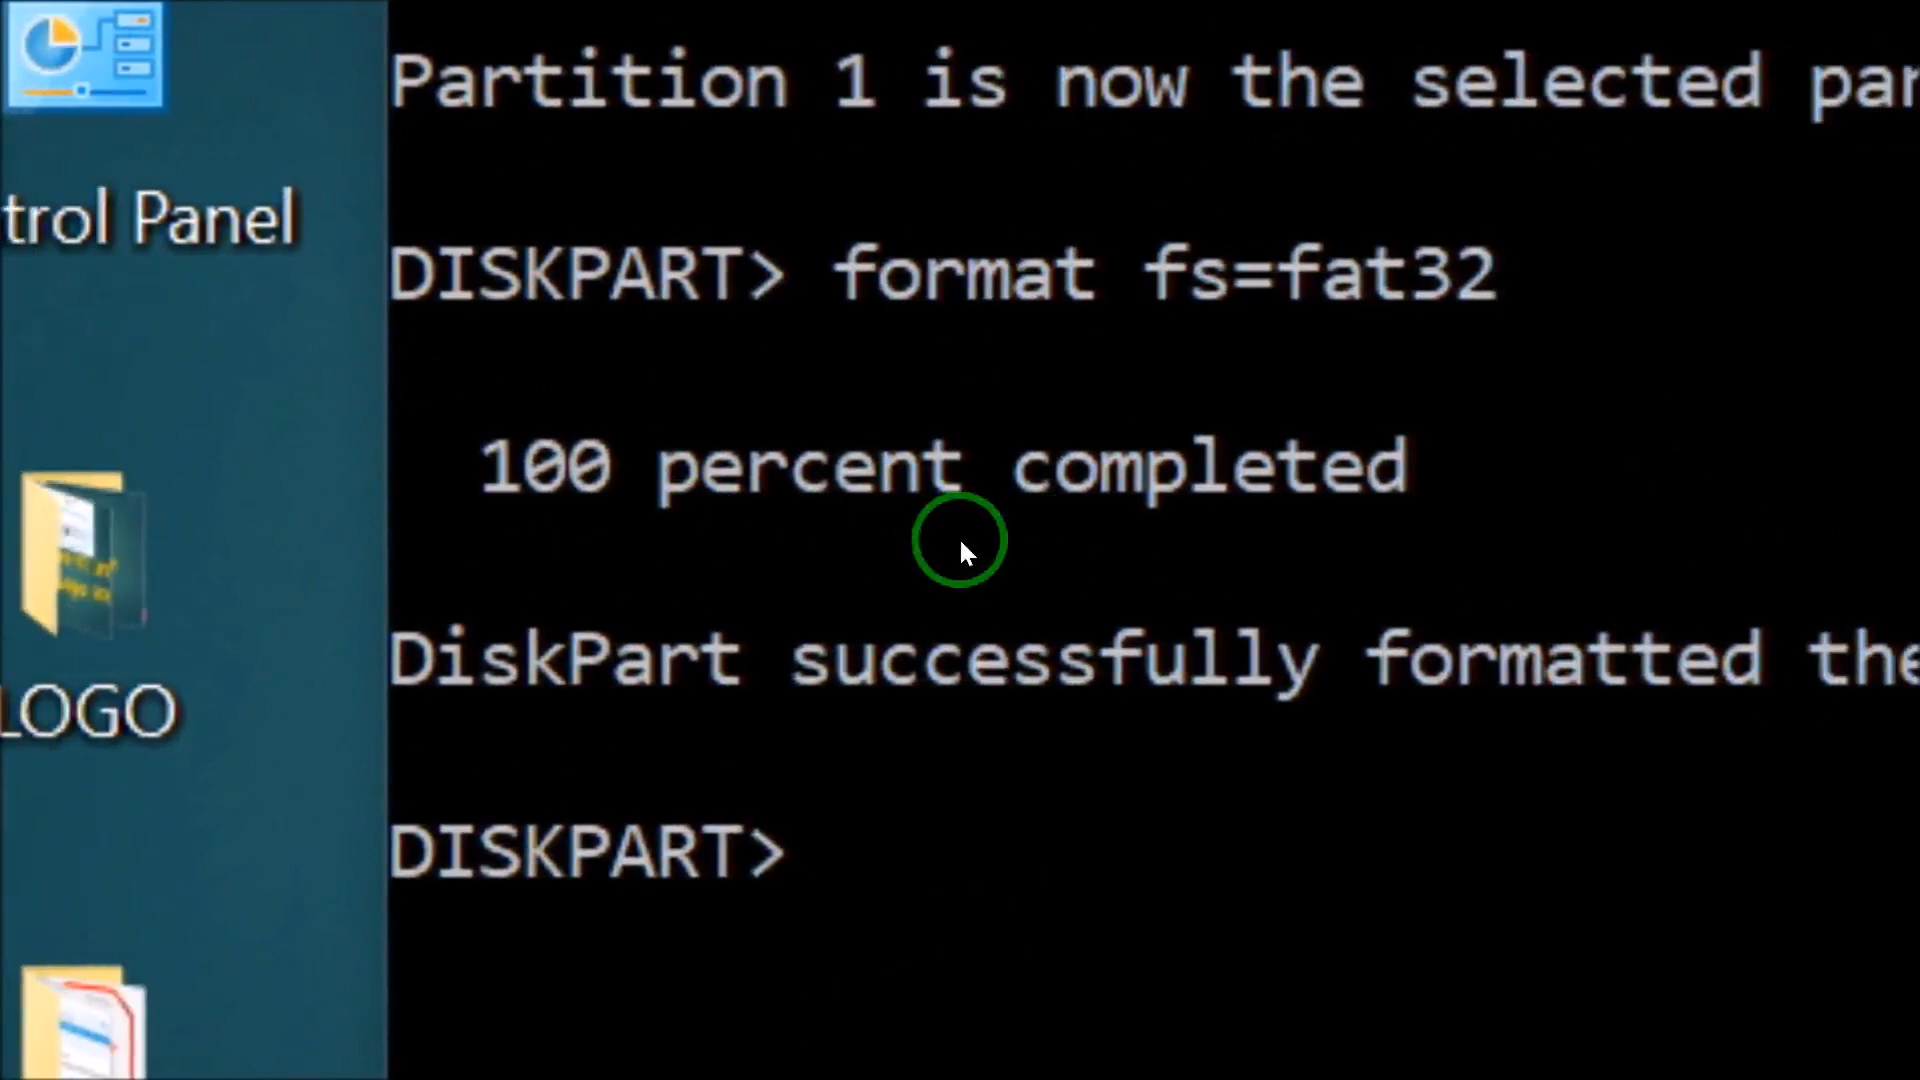 Partition 1 is now the selected par
trol Panel
DISKPART> format fs=fat32
100 percent completed
DiskPart successfully formatted the
LOGO
DISKPART>